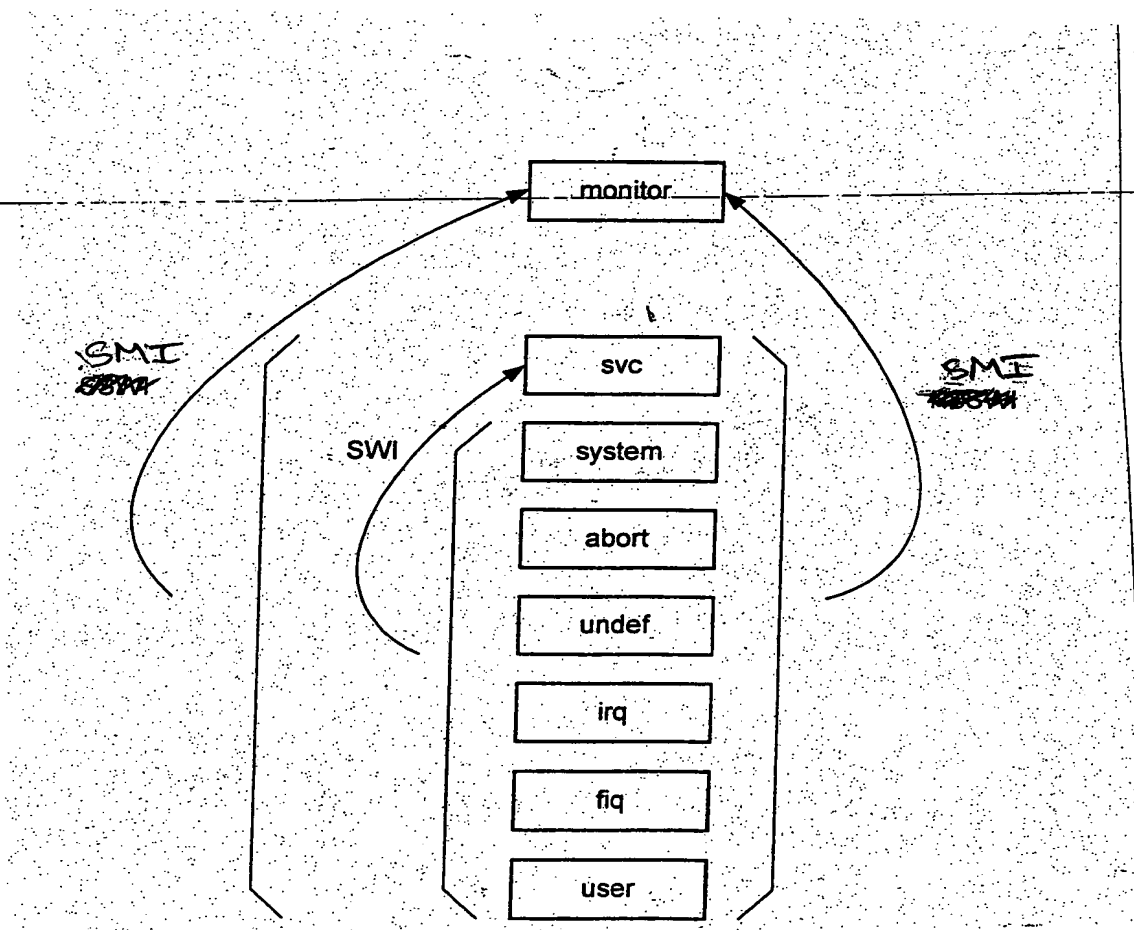 monitor
SMI
svc
SMI
SWI
system
abort
undef
irq
fiq
user